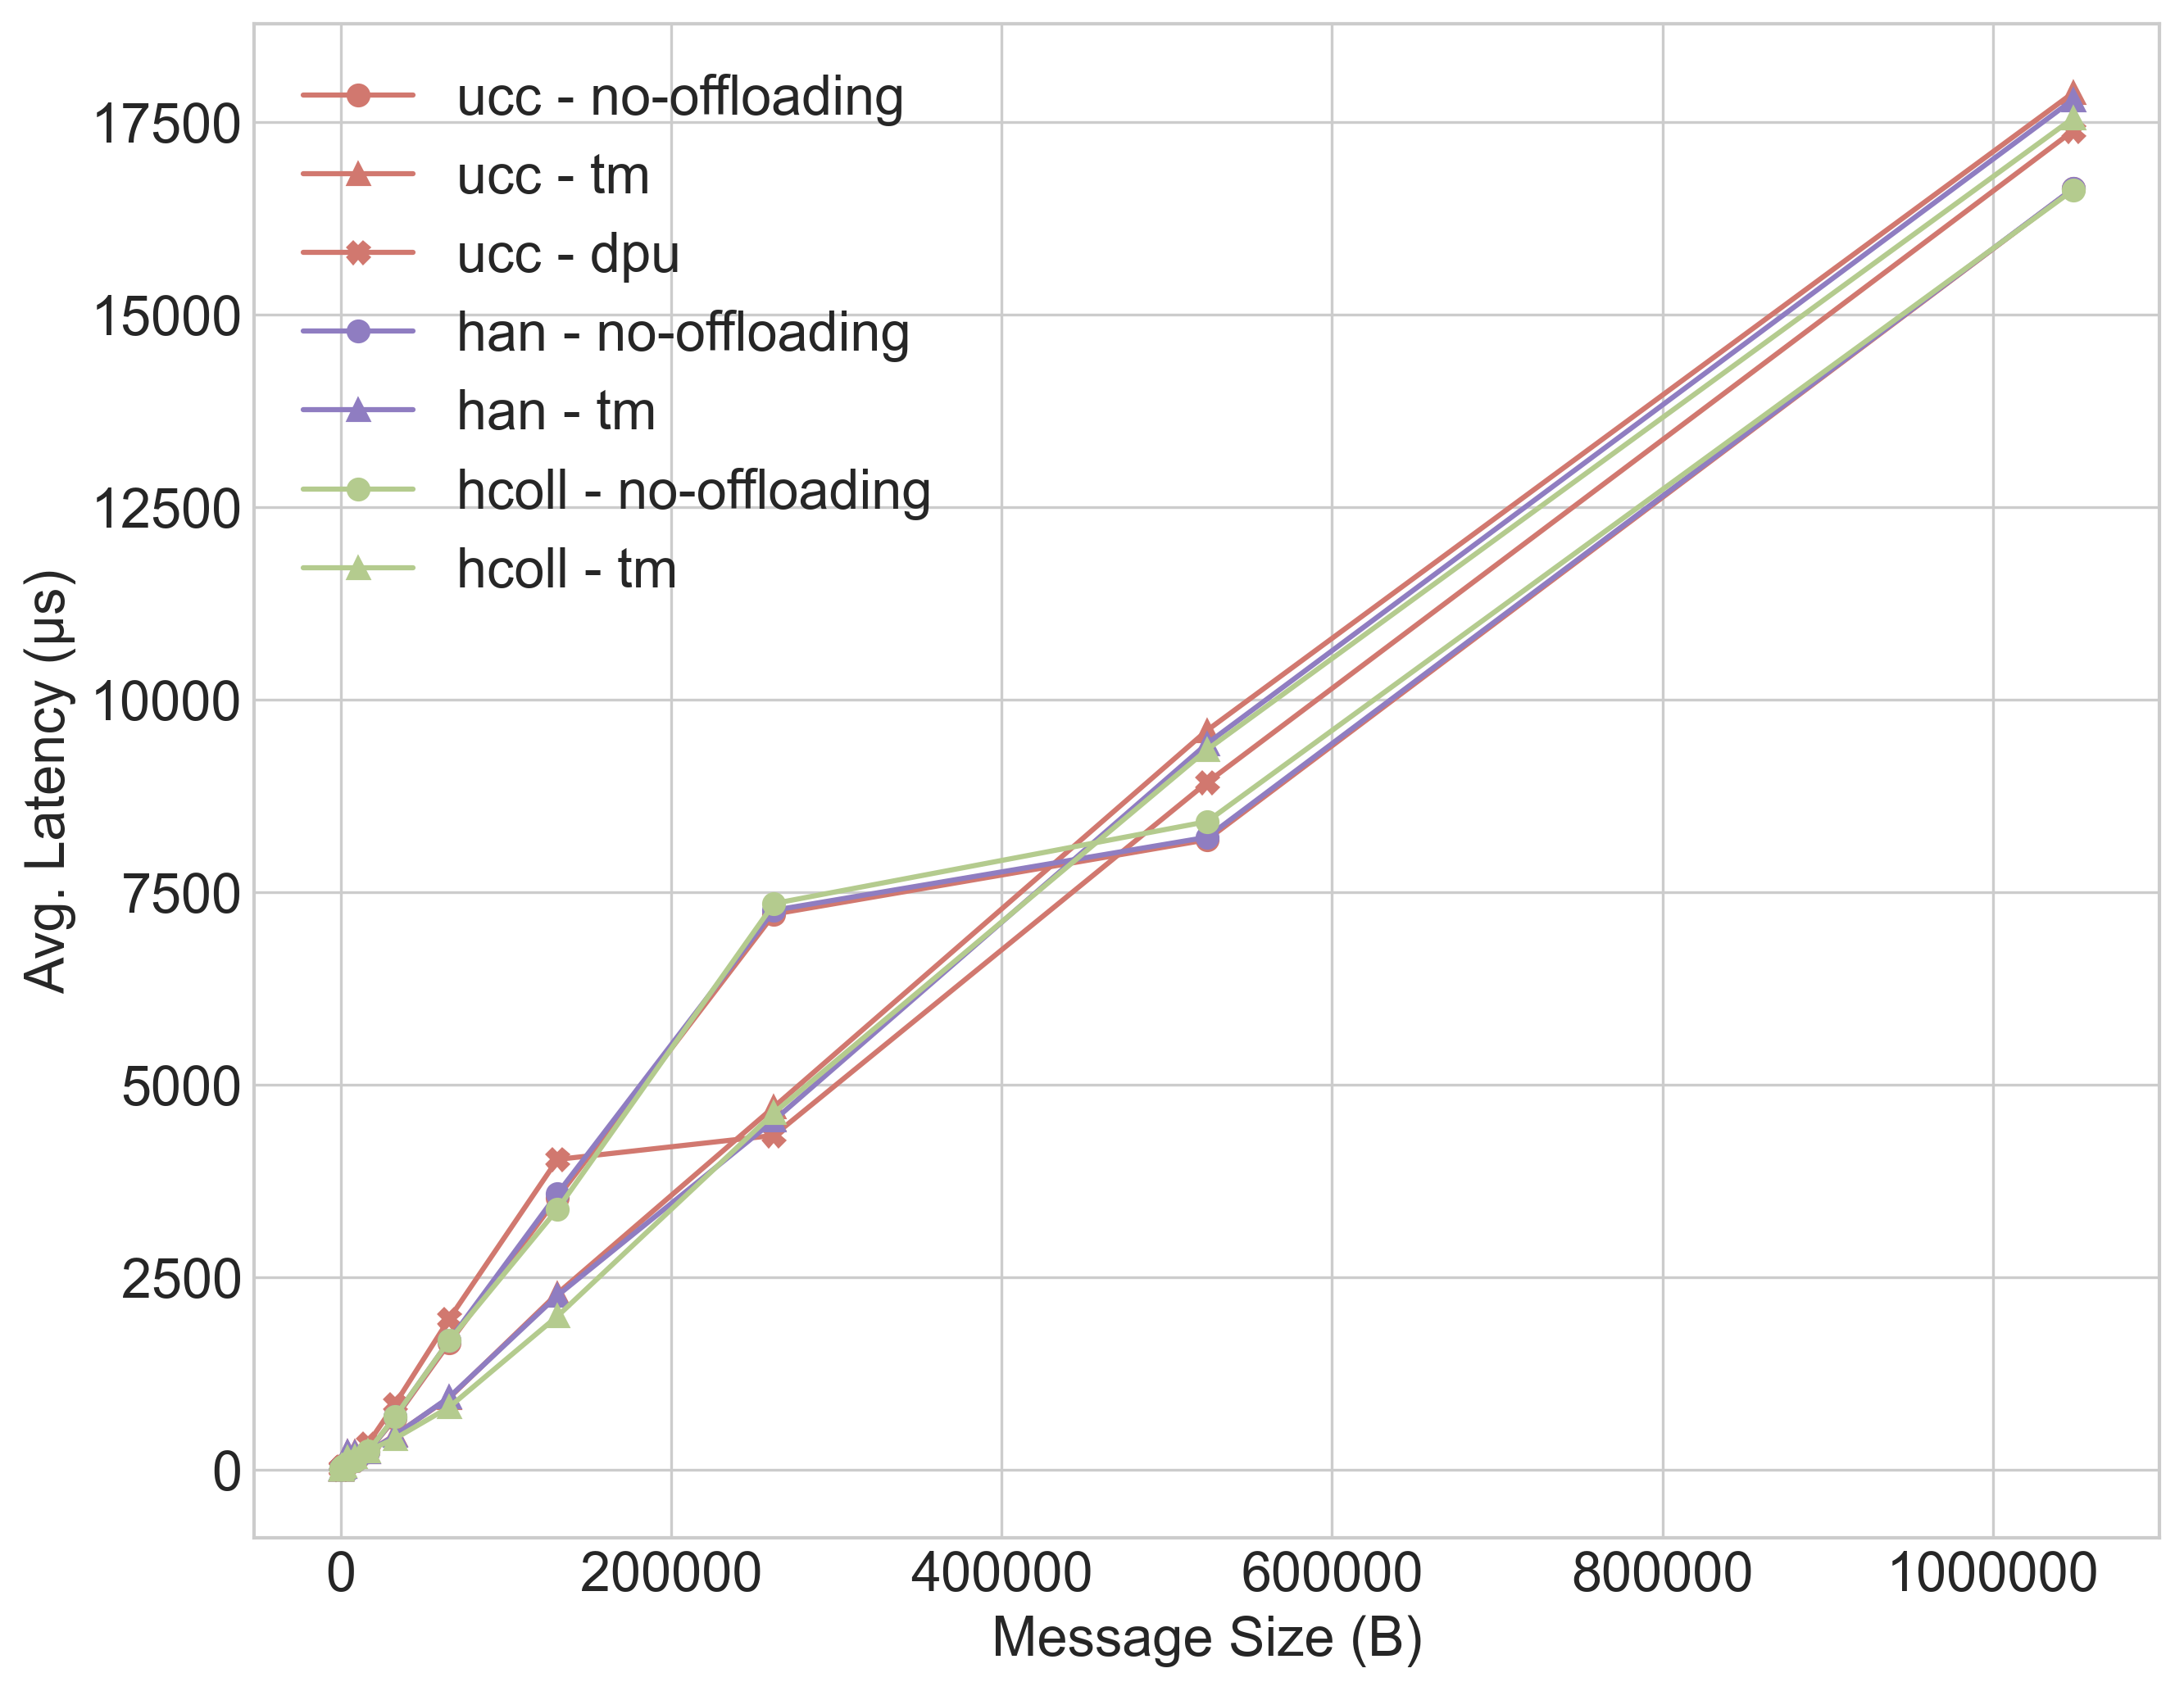 17500
15000
12500
10000
7500
5000
2500
0
Avg. Latency (µs)
ucc - no-offloading
ucc - tm
ucc - dpu
han - no-offloading
han - tm
hcoll - no-offloading
hcoll - tm
0 200000 400000 600000 800000 1000000
Message Size (B)